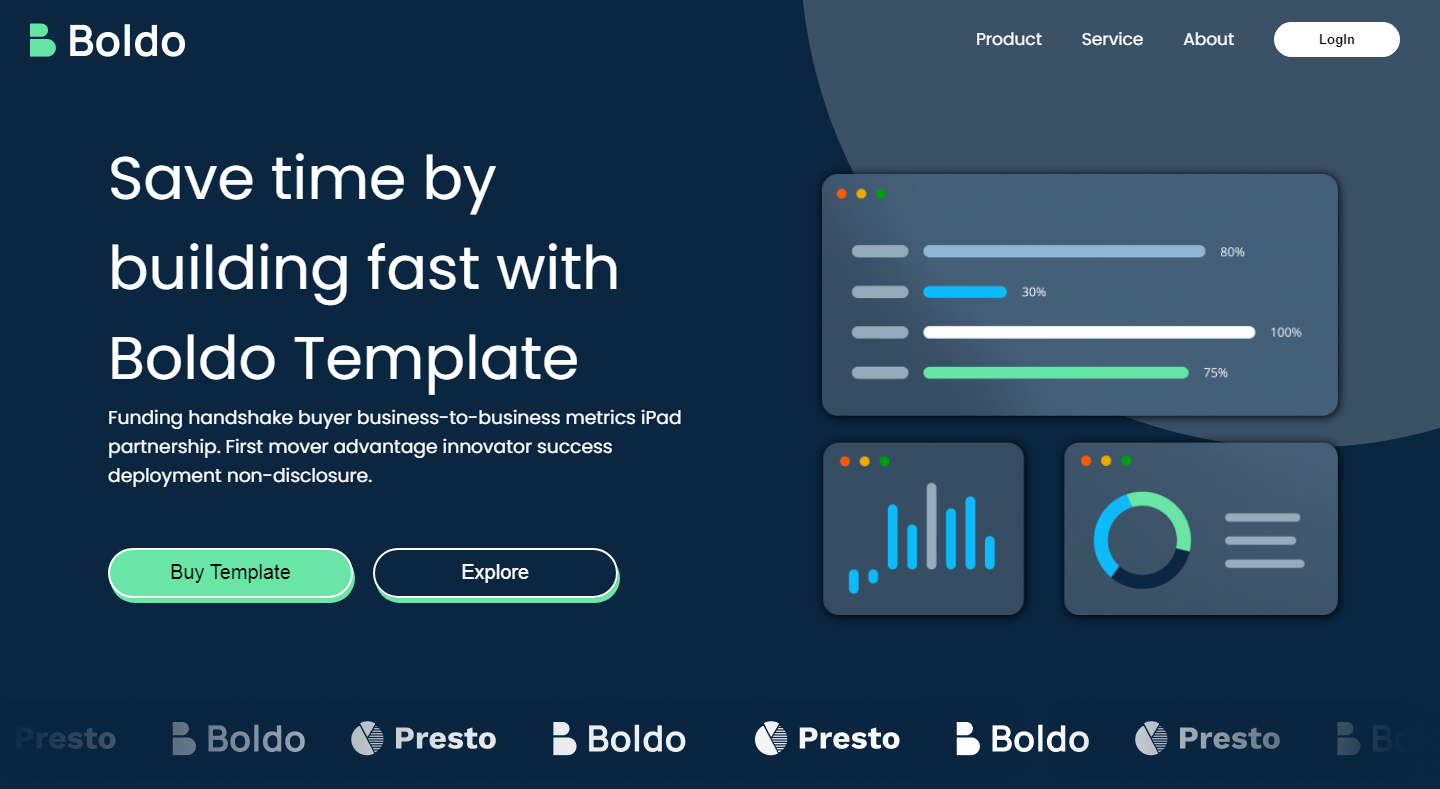 Boldo
Product Service About LogIn
Save time by
building fast with
Boldo Template
Funding handshake buyer business-to-business metrics iPad
partnership. First mover advantage innovator success
deployment non-disclosure.
Buy Template Explore
80%
30%
100%
75%
Presto Boldo Presto Boldo Presto Boldo Presto